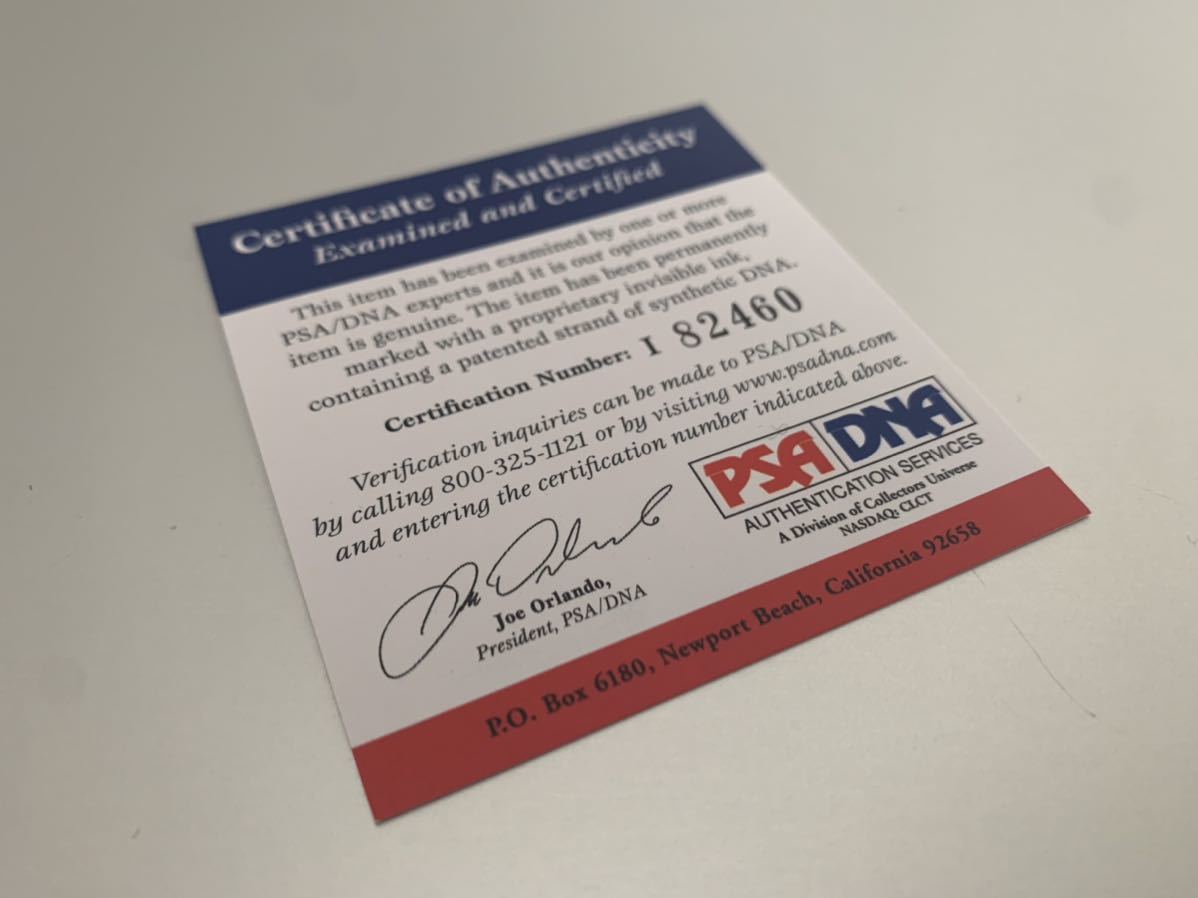 Certificate of Authenticity
Examined and Certified
This item has been examined by one or more
PSA/DNA experts and it is our opinion that the
item is genuine. The item has been permanently
marked with a proprietary invisible ink,
containing a patented strand of synthetic DNA.
Certification Number: I 82460
Verification inquiries can be made to PSA/DNA
by calling 800-325-1121 or by visiting www.psadna.com
and entering the certification number indicated above.
Joe Orlando,
President, PSA/DNA
PSA DNA
AUTHENTICATION SERVICES
A Division of Collectors Universe
NASDAQ: CLCT
P.O. Box 6180, Newport Beach, California 92658